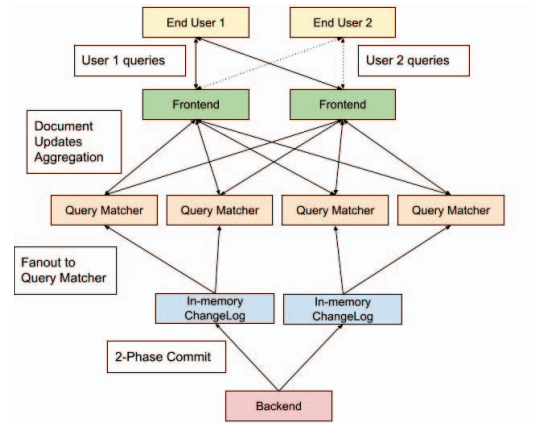 End User 1
End User 2
User 1 queries
User 2 queries
Frontend
Frontend
Document
Updates
Aggregation
Query Matcher
Query Matcher
Query Matcher
Query Matcher
Fanout to
Query Matcher
In-memory
ChangeLog
In-memory
ChangeLog
2-Phase Commit
Backend